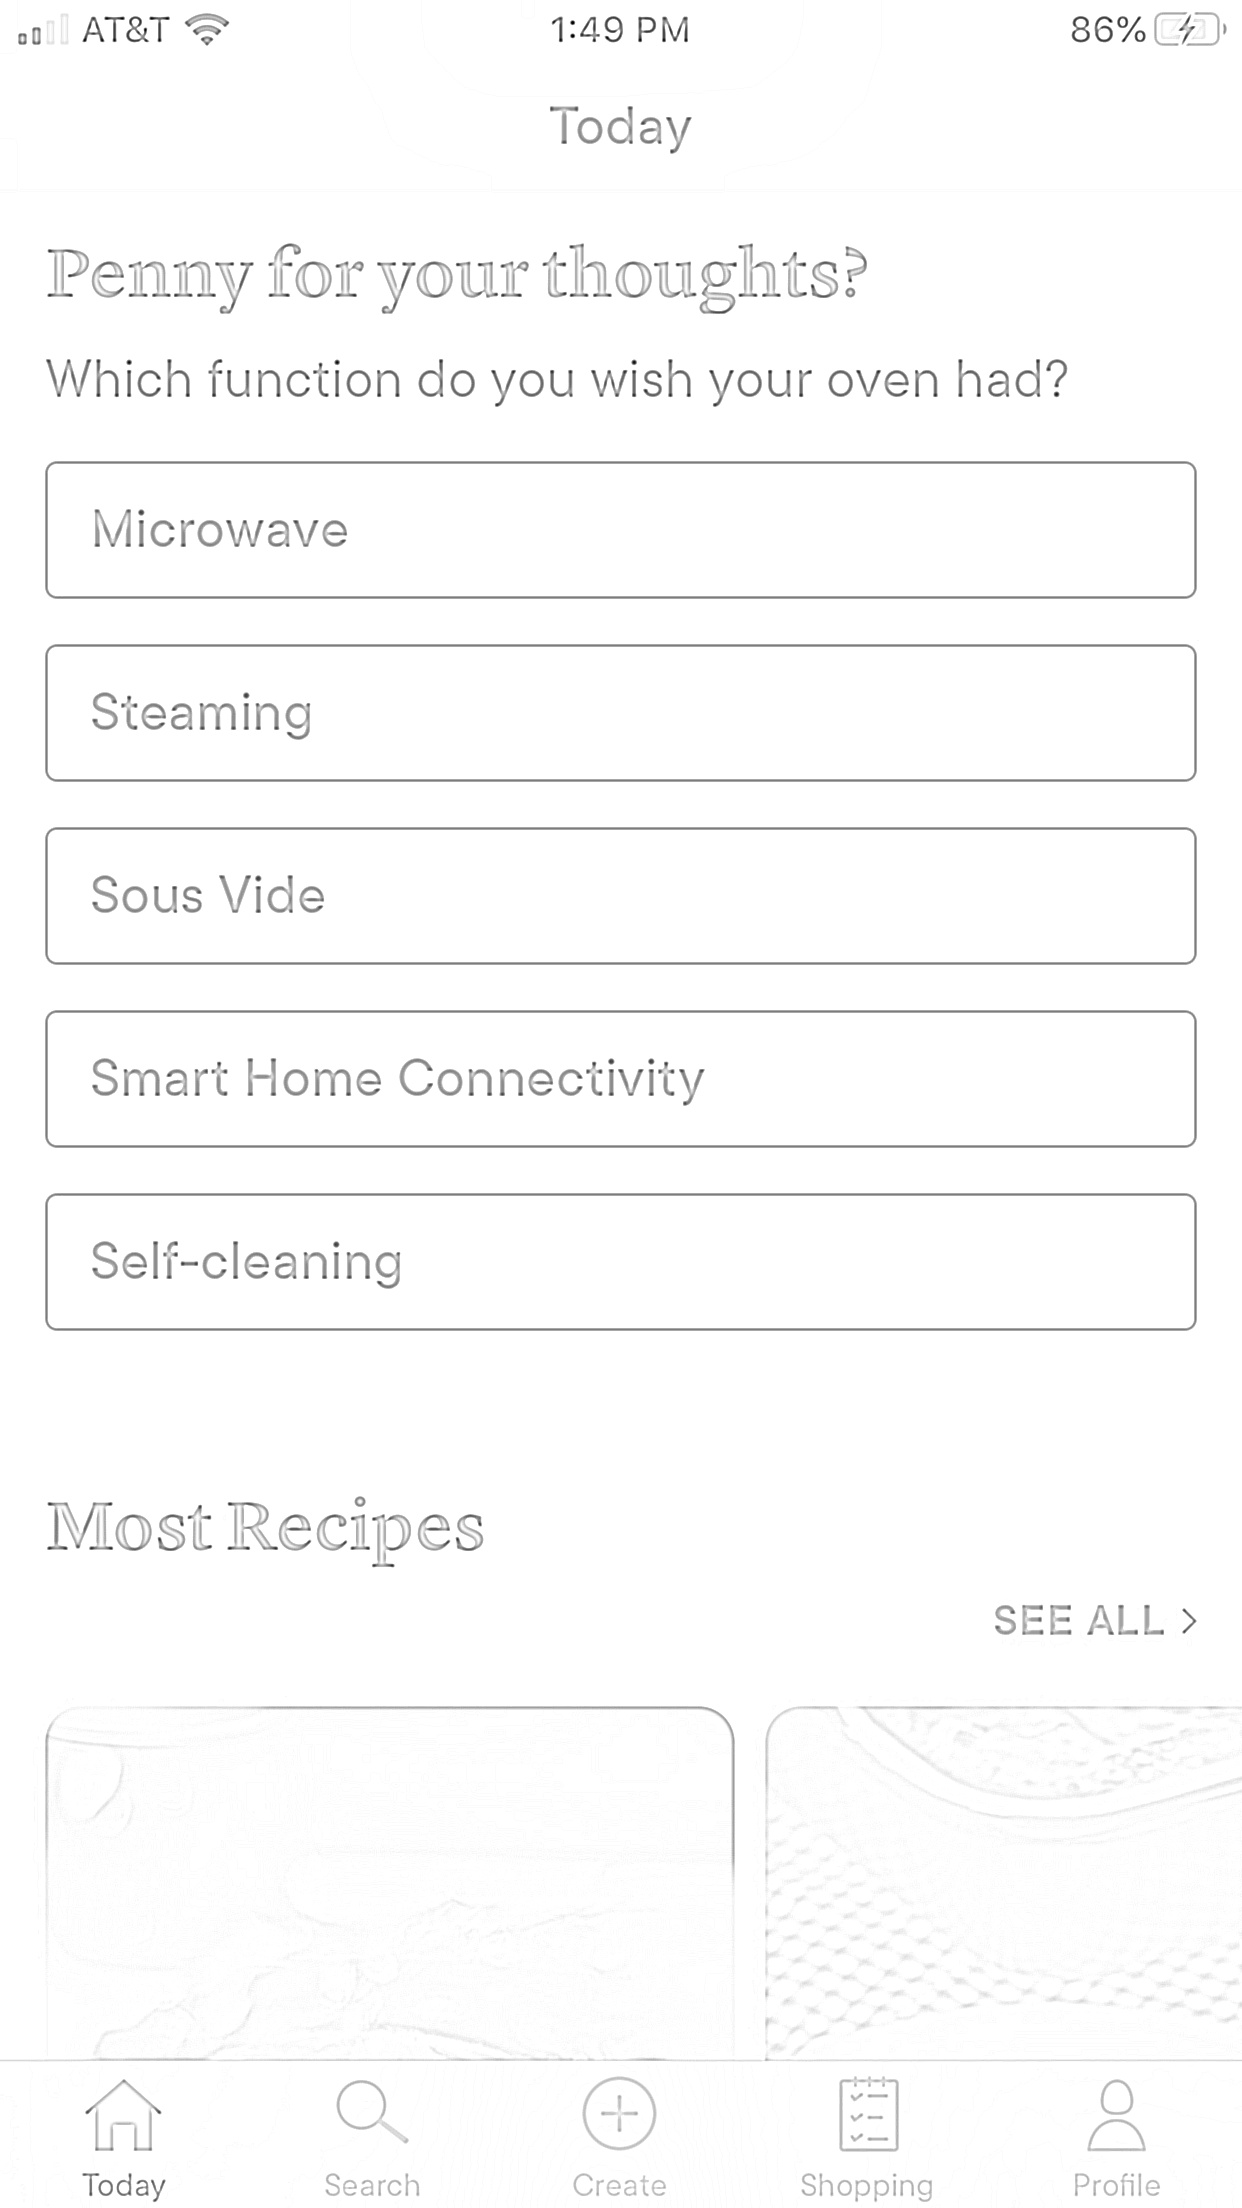 AT&T 1:49 PM 86%
Today
Penny for your thoughts?
Which function do you wish your oven had?
Microwave
Steaming
Sous Vide
Smart Home Connectivity
Self-cleaning
Most Recipes
SEE ALL >
Today Search Create Shopping Profile